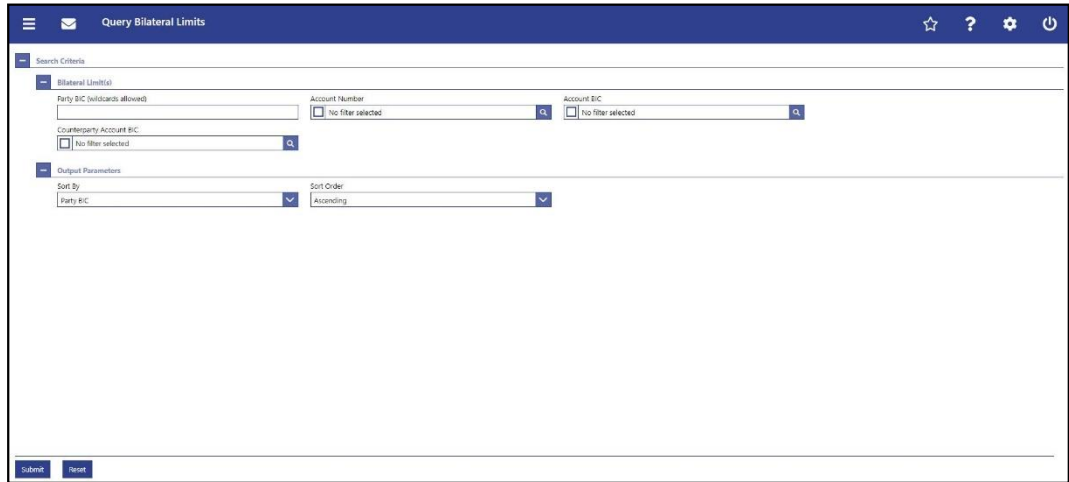 Query Bilateral Limits
Search Criteria
Bilateral Limit(s)
Party BIC (wildcards allowed) Account Number Account BIC
No filter selected No filter selected
Counterparty Account BIC
No filter selected
Output Parameters
Sort By Sort Order
Party BIC Ascending
Submit Reset